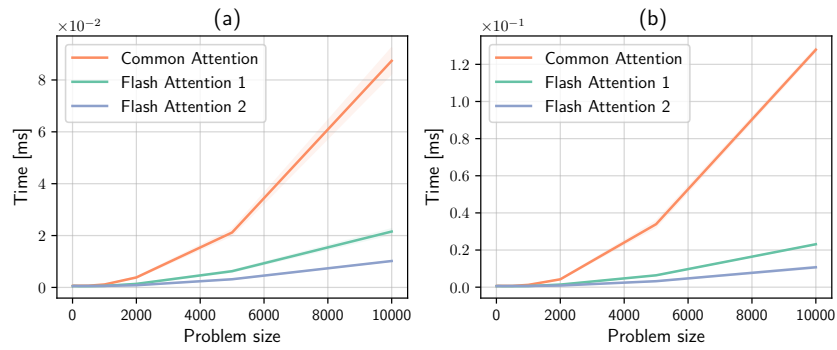 (a)
×10−2
Common Attention
Flash Attention 1
Flash Attention 2
8
6
4
2
0
Time [ms]
0
2000
4000
6000
8000
10000
Problem size
(b)
×10−1
Common Attention
Flash Attention 1
Flash Attention 2
1.2
1.0
0.8
0.6
0.4
0.2
0.0
Time [ms]
0
2000
4000
6000
8000
10000
Problem size